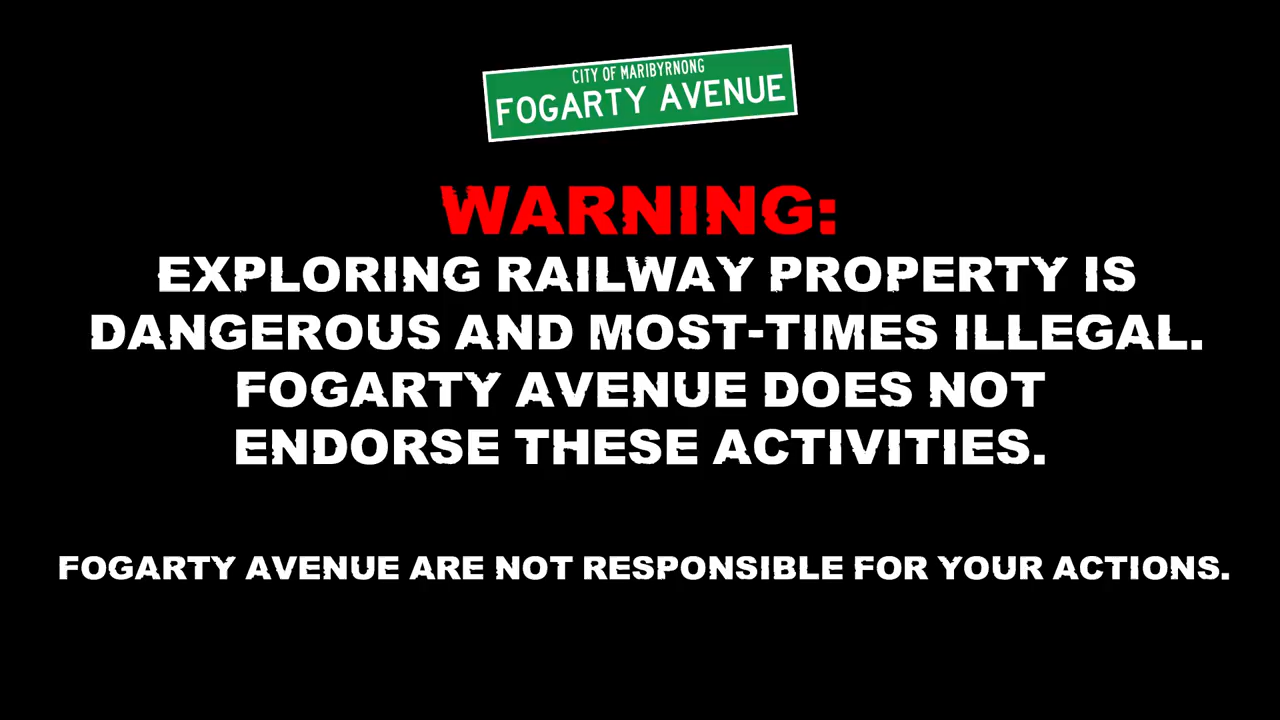 CITY OF MARIBYRNONG
FOGARTY AVENUE
WARNING:
EXPLORING RAILWAY PROPERTY IS
DANGEROUS AND MOST-TIMES ILLEGAL.
FOGARTY AVENUE DOES NOT
ENDORSE THESE ACTIVITIES.
FOGARTY AVENUE ARE NOT RESPONSIBLE FOR YOUR ACTIONS.